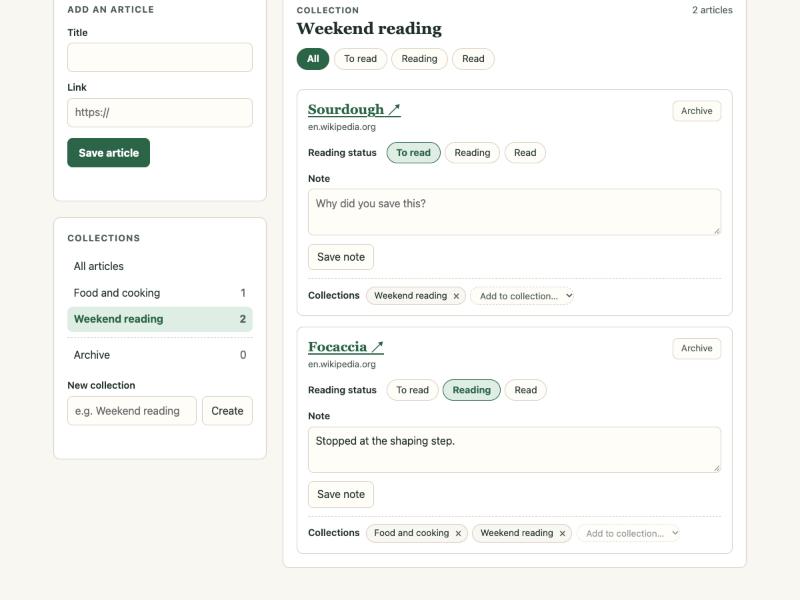 ADD AN ARTICLE
Title
Link
https://
Save article
COLLECTIONS
All articles
Food and cooking 1
Weekend reading 2
Archive 0
New collection
e.g. Weekend reading Create
COLLECTION 2 articles
Weekend reading
All To read Reading Read
Sourdough ↗ Archive
en.wikipedia.org
Reading status To read Reading Read
Note
Why did you save this?
Save note
Collections Weekend reading × Add to collection...
Focaccia ↗ Archive
en.wikipedia.org
Reading status To read Reading Read
Note
Stopped at the shaping step.
Save note
Collections Food and cooking × Weekend reading × Add to collection...